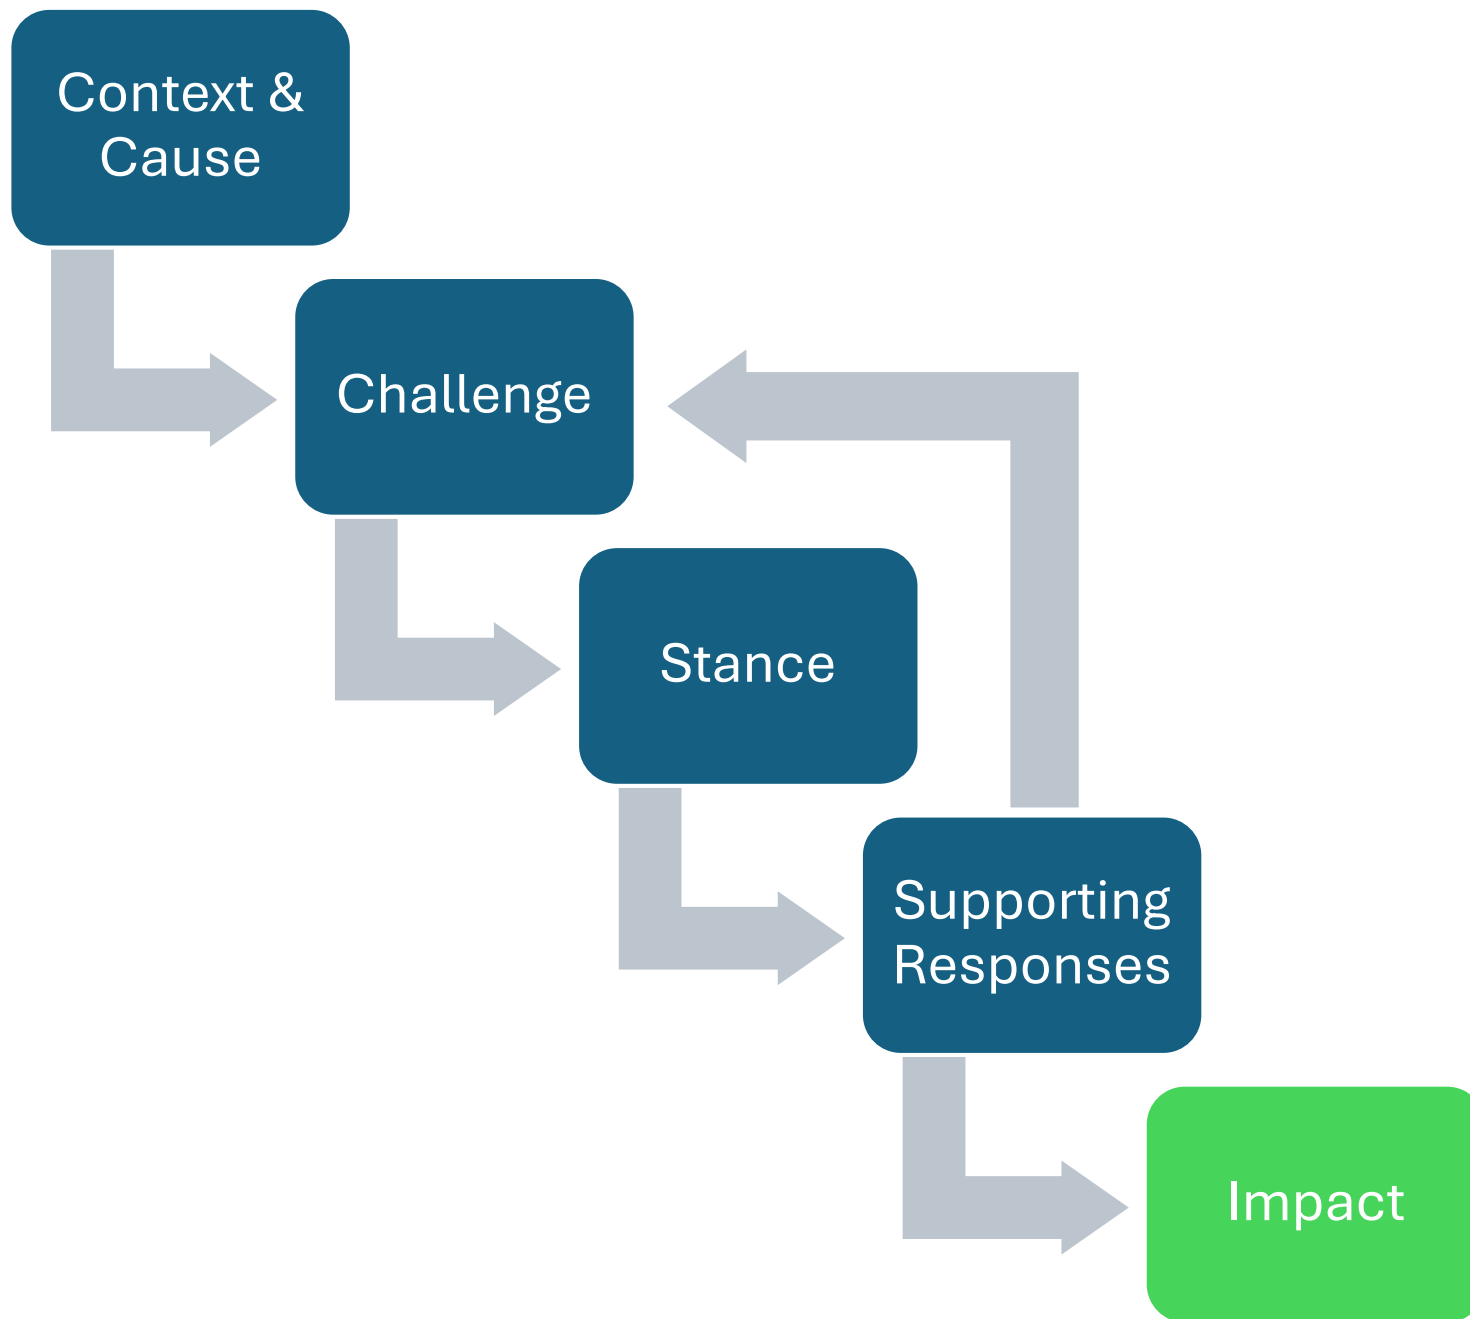 Context &
Cause
Challenge
Stance
Supporting
Responses
Impact